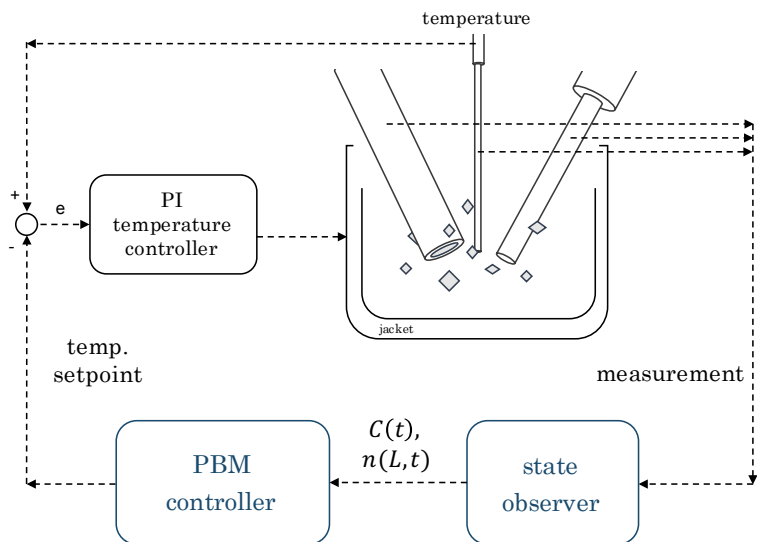 temperature
+
e
-
PI
temperature
controller
jacket
temp.
setpoint
measurement
C(t),
n(L,t)
PBM
controller
state
observer